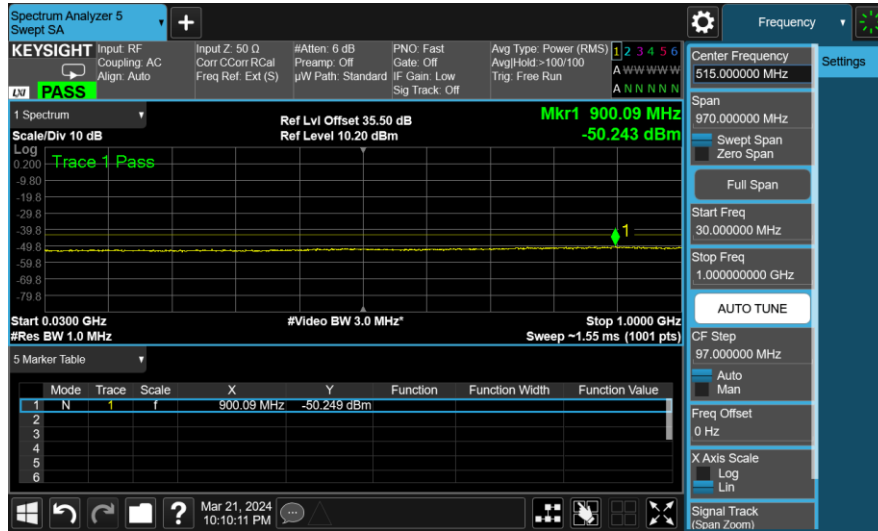 Spectrum Analyzer 5
Swept SA
+
Frequency
KEYSIGHT
LXI PASS
Input: RF
Coupling: AC
Align: Auto
Input Z: 50 Ω
Corr CCorr RCal
Freq Ref: Ext (S)
#Atten: 6 dB
Preamp: Off
µW Path: Standard
PNO: Fast
Gate: Off
IF Gain: Low
Sig Track: Off
Avg Type: Power (RMS)
Avg|Hold:>100/100
Trig: Free Run
1 2 3 4 5 6
A W W W W W
A N N N N N
1 Spectrum
Scale/Div 10 dB
Ref Lvl Offset 35.50 dB
Ref Level 10.20 dBm
Mkr1 900.09 MHz
-50.243 dBm
Log
Trace 1 Pass
0.200
-9.80
-19.8
-29.8
-39.8
-49.8
-59.8
-69.8
-79.8
1
Start 0.0300 GHz
#Res BW 1.0 MHz
#Video BW 3.0 MHz*
Stop 1.0000 GHz
Sweep ~1.55 ms (1001 pts)
5 Marker Table
Mode Trace Scale X Y Function Function Width Function Value
1 N 1 f 900.09 MHz -50.249 dBm
2
3
4
5
6
Mar 21, 2024
10:10:11 PM
?
Center Frequency
515.000000 MHz
Settings
Span
970.000000 MHz
Swept Span
Zero Span
Full Span
Start Freq
30.000000 MHz
Stop Freq
1.000000000 GHz
AUTO TUNE
CF Step
97.000000 MHz
Auto
Man
Freq Offset
0 Hz
X Axis Scale
Log
Lin
Signal Track
(Span Zoom)